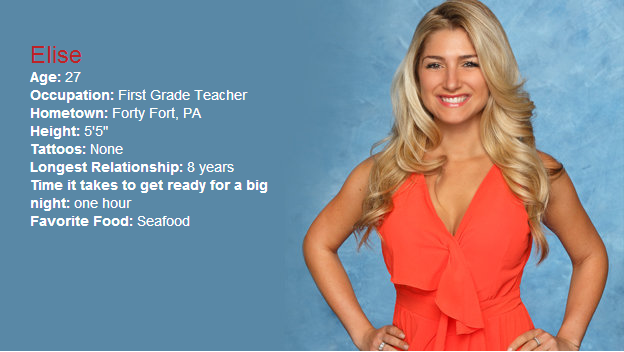 Elise
Age: 27
Occupation: First Grade Teacher
Hometown: Forty Fort, PA
Height: 5'5"
Tattoos: None
Longest Relationship: 8 years
Time it takes to get ready for a big
night: one hour
Favorite Food: Seafood